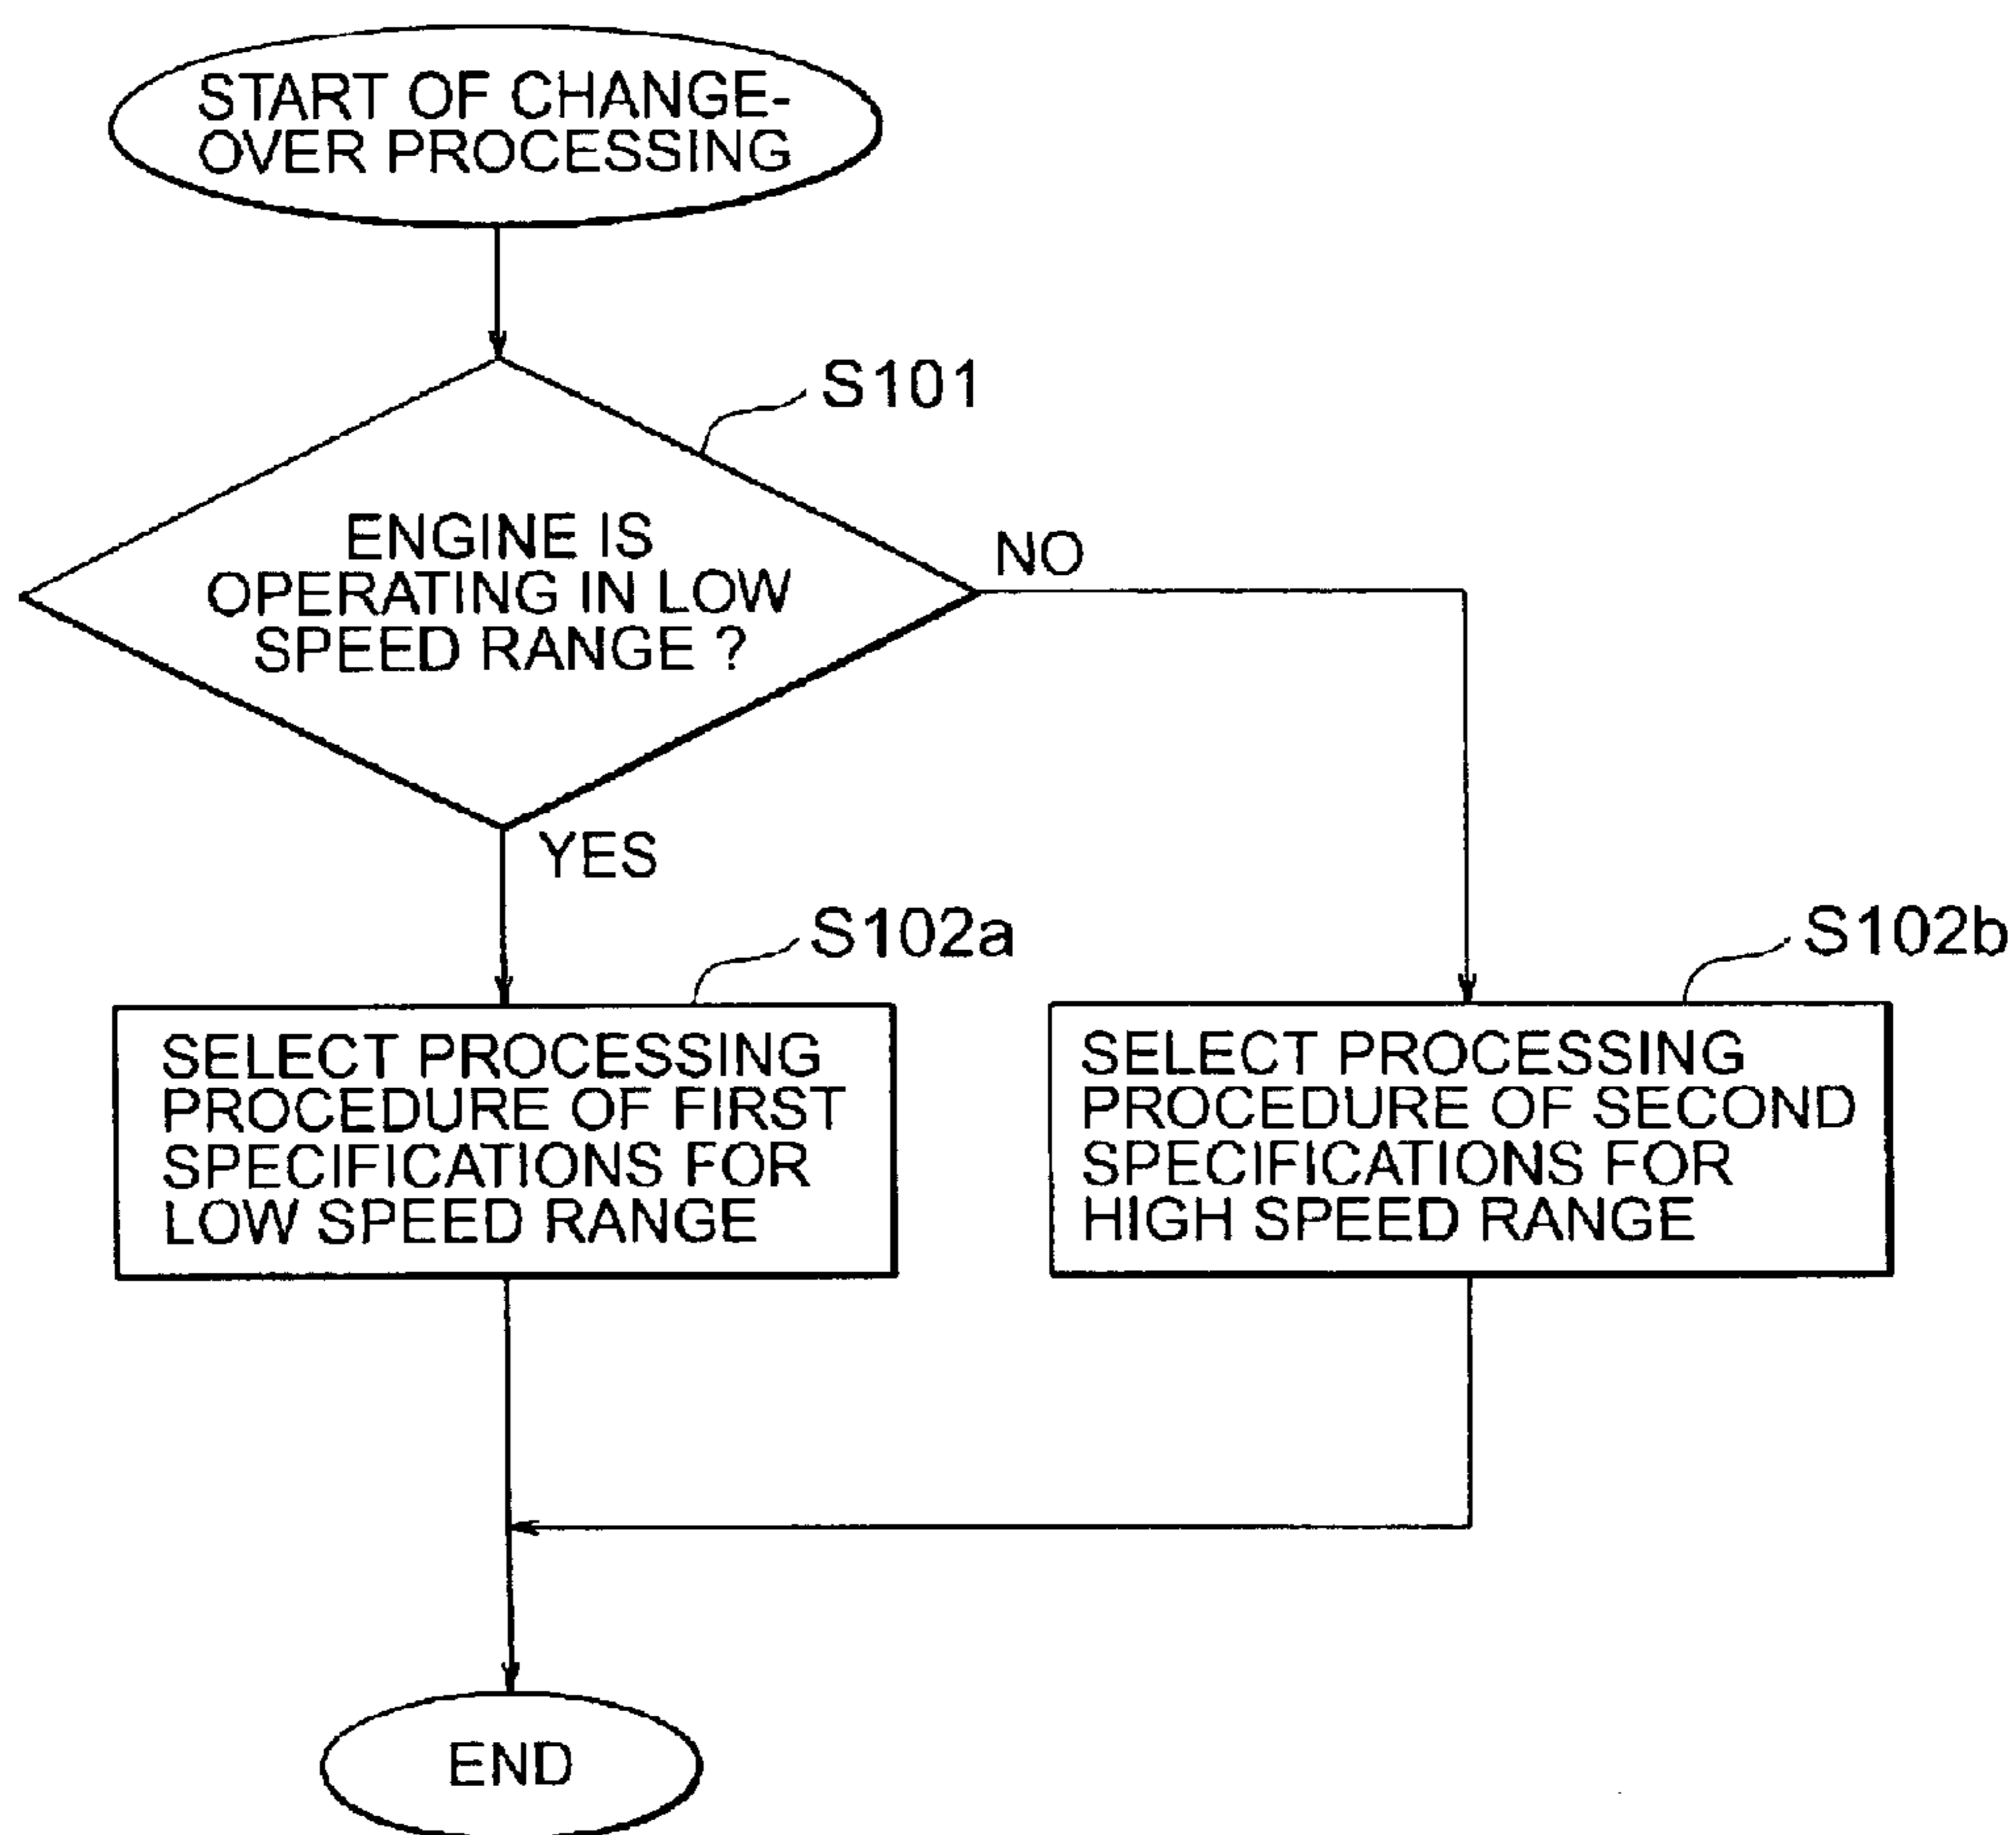 START OF CHANGE-
OVER PROCESSING
S101
ENGINE IS
OPERATING IN LOW
SPEED RANGE ?
NO
YES
S102a
SELECT PROCESSING
PROCEDURE OF FIRST
SPECIFICATIONS FOR
LOW SPEED RANGE
S102b
SELECT PROCESSING
PROCEDURE OF SECOND
SPECIFICATIONS FOR
HIGH SPEED RANGE
END